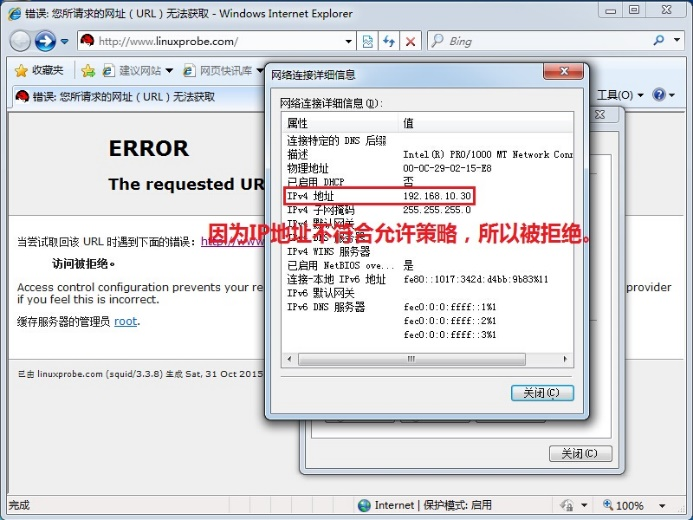 错误: 您所请求的网址（URL）无法获取 - Windows Internet Explorer
http://www.linuxprobe.com/
Bing
收藏夹
建议网站
网页快讯库
错误: 您所请求的网址（URL）无法获取
工具(O)
ERROR
The requested UR
当尝试取回该 URL 时遇到下面的错误: http://www
访问被拒绝。
Access control configuration prevents your re
provider
if you feel this is incorrect.
缓存服务器的管理员 root.
已由 linuxprobe.com (squid/3.3.8) 生成 Sat, 31 Oct 2015
网络连接详细信息
网络连接详细信息(D):
属性 值
连接特定的 DNS 后缀
描述 Intel(R) PRO/1000 MT Network Conn
物理地址 00-0C-29-02-15-E8
已启用 DHCP 否
IPv4 地址 192.168.10.30
IPv4 子网掩码 255.255.255.0
IPv4 默认网关
因为IP地址不符合允许策略，所以被拒绝。
IPv4 WINS 服务器
已启用 NetBIOS ove... 是
连接-本地 IPv6 地址 fe80::1017:342d:d4bb:9b83%11
IPv6 默认网关
IPv6 DNS 服务器 fec0:0:0:ffff::1%1
fec0:0:0:ffff::2%1
fec0:0:0:ffff::3%1
关闭(C)
关闭(C)
完成
Internet | 保护模式: 启用
100%